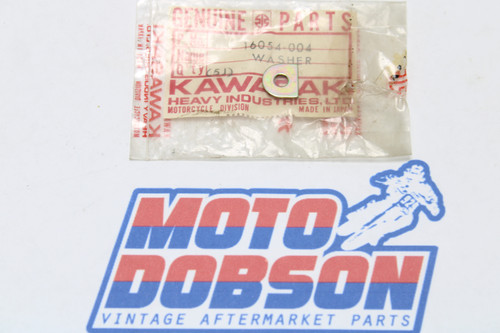 GENUINE PARTS
16054-004
WASHER
KAWASAKI
HEAVY INDUSTRIES, LTD.
MOTORCYCLE DIVISION MADE IN JAPAN
MOTO
DOBSON
VINTAGE AFTERMARKET PARTS